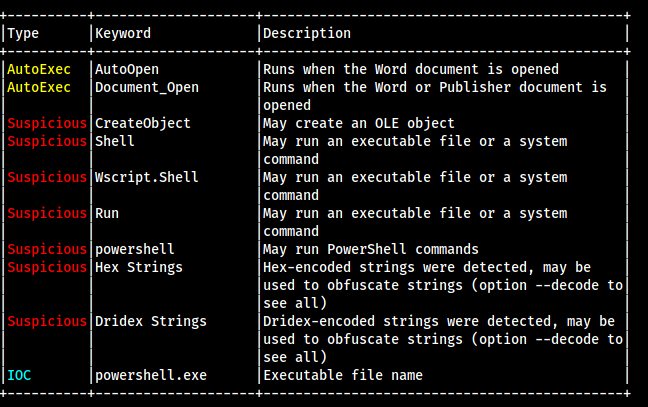 +----------+--------------------+---------------------------------------------+
|Type      |Keyword             |Description                                  |
+----------+--------------------+---------------------------------------------+
|AutoExec  |AutoOpen            |Runs when the Word document is opened        |
|AutoExec  |Document_Open       |Runs when the Word or Publisher document is  |
|          |                    |opened                                       |
|Suspicious|CreateObject        |May create an OLE object                     |
|Suspicious|Shell               |May run an executable file or a system       |
|          |                    |command                                      |
|Suspicious|Wscript.Shell       |May run an executable file or a system       |
|          |                    |command                                      |
|Suspicious|Run                 |May run an executable file or a system       |
|          |                    |command                                      |
|Suspicious|powershell          |May run PowerShell commands                  |
|Suspicious|Hex Strings         |Hex-encoded strings were detected, may be    |
|          |                    |used to obfuscate strings (option --decode to|
|          |                    |see all)                                     |
|Suspicious|Dridex Strings      |Dridex-encoded strings were detected, may be |
|          |                    |used to obfuscate strings (option --decode to|
|          |                    |see all)                                     |
|IOC       |powershell.exe      |Executable file name                         |
+----------+--------------------+---------------------------------------------+